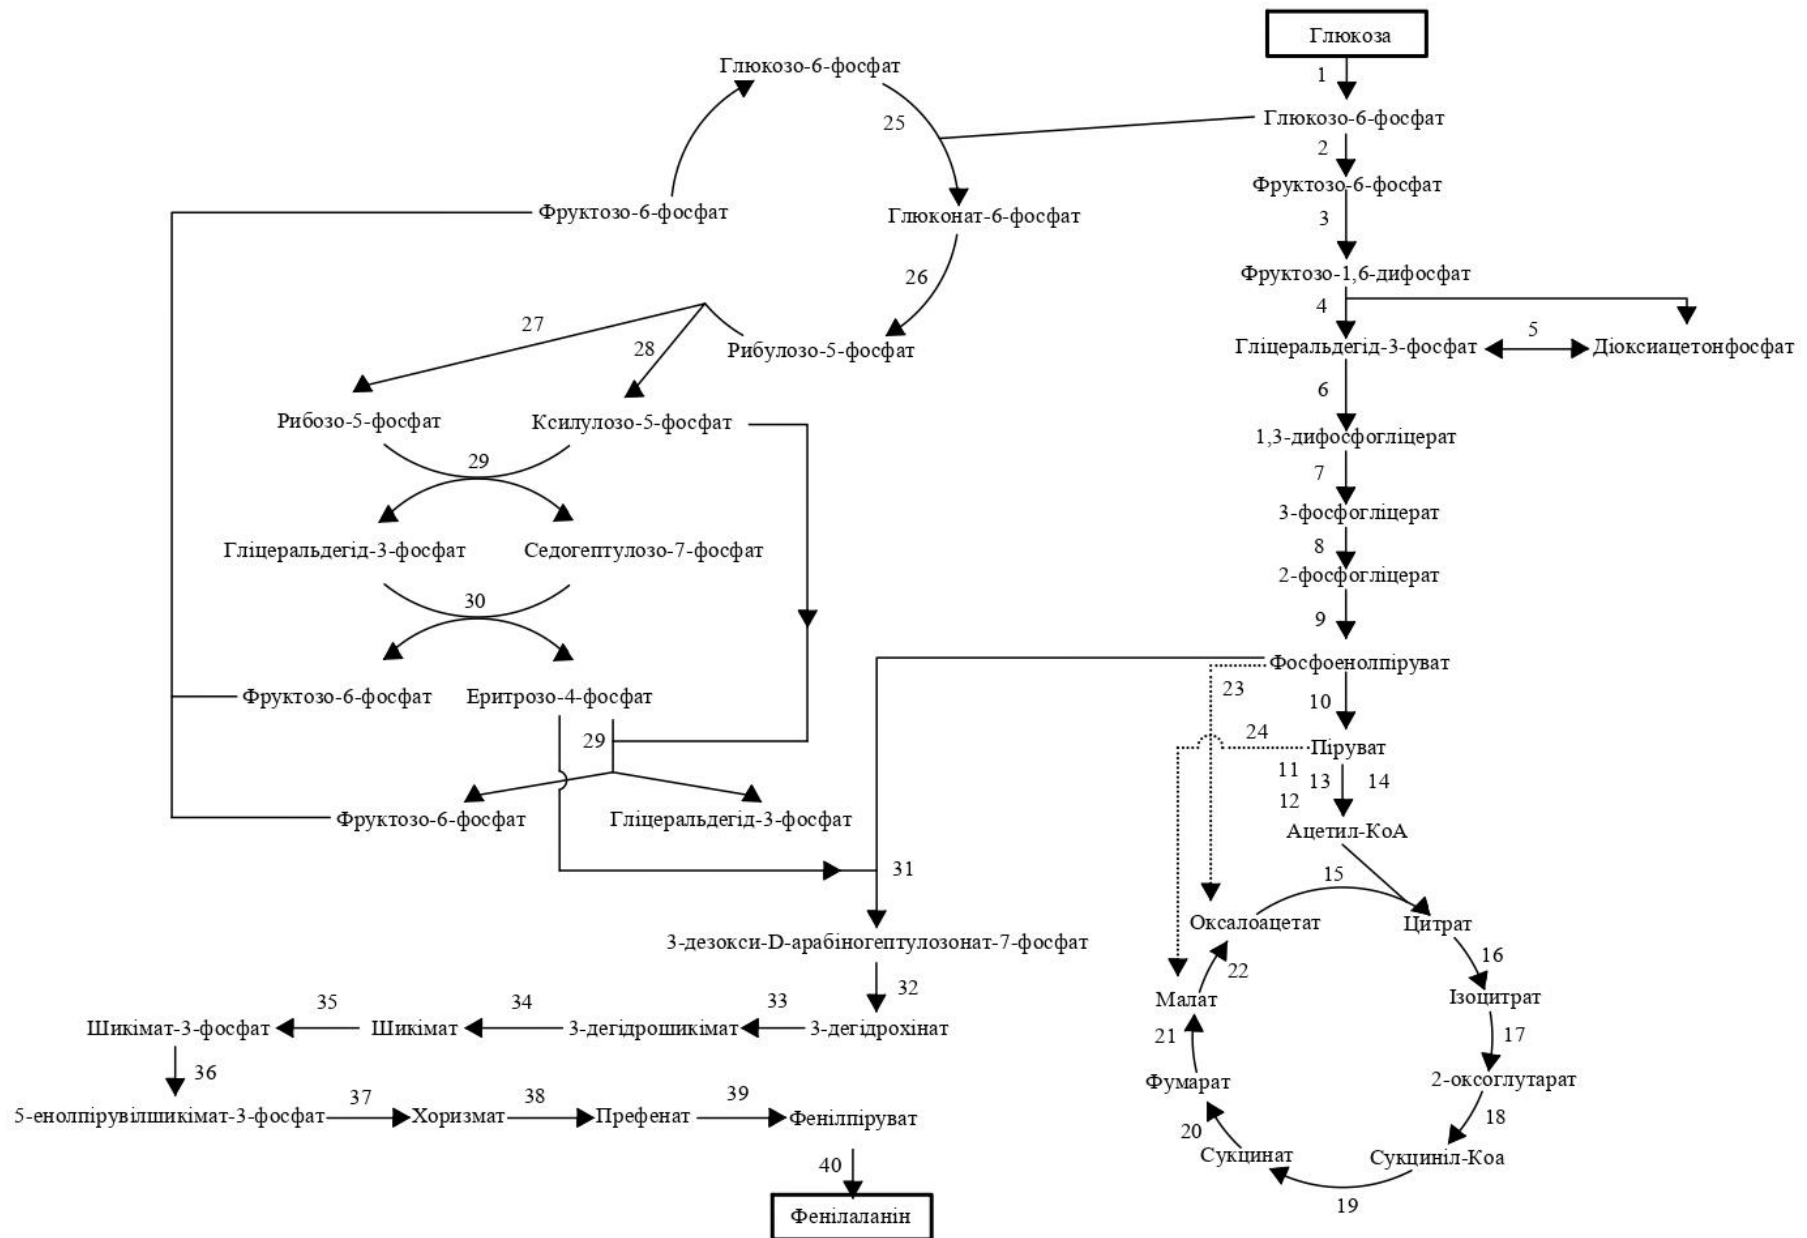 Глюкоза
1
Глюкозо-6-фосфат
25
Глюкозо-6-фосфат
2
Фруктозо-6-фосфат
3
Фруктозо-6-фосфат
Глюконат-6-фосфат
26
Фруктозо-1,6-дифосфат
4
27
28
Рибулозо-5-фосфат
5
Гліцеральдегід-3-фосфат
Діоксиацетонфосфат
6
Рибозо-5-фосфат
Ксилулозо-5-фосфат
1,3-дифосфогліцерат
29
7
3-фосфогліцерат
8
Гліцеральдегід-3-фосфат
Седогептулозо-7-фосфат
2-фосфогліцерат
30
9
Фосфоенолпіруват
23
10
Фруктозо-6-фосфат
Еритрозо-4-фосфат
29
24
Піруват
11
13
14
12
Фруктозо-6-фосфат
Гліцеральдегід-3-фосфат
Ацетил-КоА
31
15
Оксалоацетат
Цитрат
3-дезокси-D-арабіногептулозонат-7-фосфат
16
22
32
Малат
Ізоцитрат
35
34
33
Шикімат-3-фосфат
Шикімат
3-дегідрошикімат
3-дегідрохінат
21
17
36
Фумарат
2-оксоглутарат
37
38
39
5-енолпірувілшикімат-3-фосфат
Хоризмат
Префенат
Фенілпіруват
20
18
Сукцинат
Сукциніл-Коа
40
19
Фенілаланін